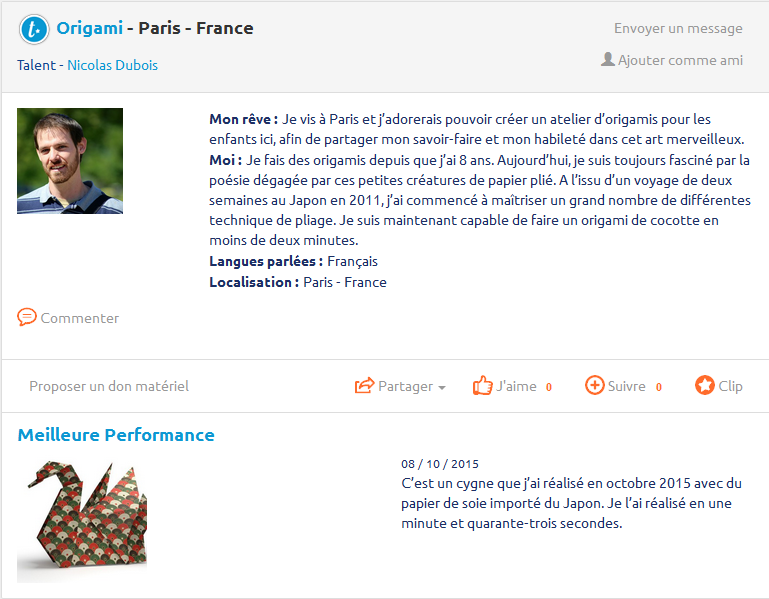 t.
Origami - Paris - France
Envoyer un message
Talent - Nicolas Dubois
Ajouter comme ami
Mon rêve : Je vis à Paris et j’adorerais pouvoir créer un atelier d’origamis pour les
enfants ici, afin de partager mon savoir-faire et mon habileté dans cet art merveilleux.
Moi : Je fais des origamis depuis que j’ai 8 ans. Aujourd’hui, je suis toujours fasciné par la
poésie dégagée par ces petites créatures de papier plié. A l’issu d’un voyage de deux
semaines au Japon en 2011, j’ai commencé à maîtriser un grand nombre de différentes
technique de pliage. Je suis maintenant capable de faire un origami de cocotte en
moins de deux minutes.
Langues parlées : Français
Localisation : Paris - France
Commenter
Proposer un don matériel
Partager
J'aime 0
Suivre 0
Clip
Meilleure Performance
08 / 10 / 2015
C’est un cygne que j’ai réalisé en octobre 2015 avec du
papier de soie importé du Japon. Je l’ai réalisé en une
minute et quarante-trois secondes.